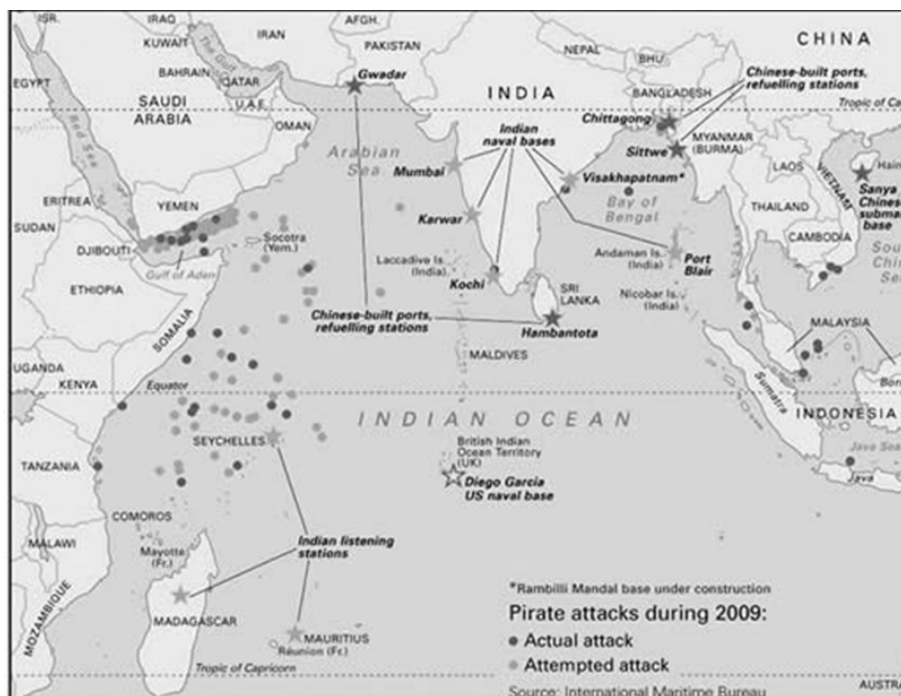 ISR.
IRAQ
KUWAIT
IRAN
AFGH.
PAKISTAN
NEPAL
BHU.
CHINA
EGYPT
The Gulf
BAHRAIN
QATAR
U.A.E.
SAUDI
ARABIA
OMAN
Red Sea
Gwadar
INDIA
BANGLADESH
Chinese-built ports,
refuelling stations
Tropic of
Chittagong
Sittwe
MYANMAR
(BURMA)
Indian
naval bases
Arabian
Sea
Mumbai
Visakhapatnam*
Bay of
Bengal
LAOS
VIETNAM
THAILAND
CAMBODIA
Sanya
Chinese
base
ERITREA
SUDAN
YEMEN
DJIBOUTI
Gulf of Aden
Socotra
(Yem.)
ETHIOPIA
SOMALIA
Karwar
Laccadive Is.
(India)
Kochi
Andaman Is.
(India)
Port
Blair
Nicobar Is.
(India)
SRI
LANKA
Hambantota
Chinese-built ports,
refuelling stations
MALDIVES
MALAYSIA
Sumatra
UGANDA
KENYA
Equator
INDIAN OCEAN
INDONESIA
SEYCHELLES
British Indian
Ocean Territory
(UK)
Diego Garcia
US naval base
Java Sea
Java
TANZANIA
COMOROS
Mayotte
(Fr.)
MALAWI
MOZAMBIQUE
Indian listening
stations
MADAGASCAR
MAURITIUS
Réunion (Fr.)
Tropic of Capricorn
*Rambilli Mandal base under construction
Pirate attacks during 2009:
Actual attack
Attempted attack
Source: International Maritime Bureau